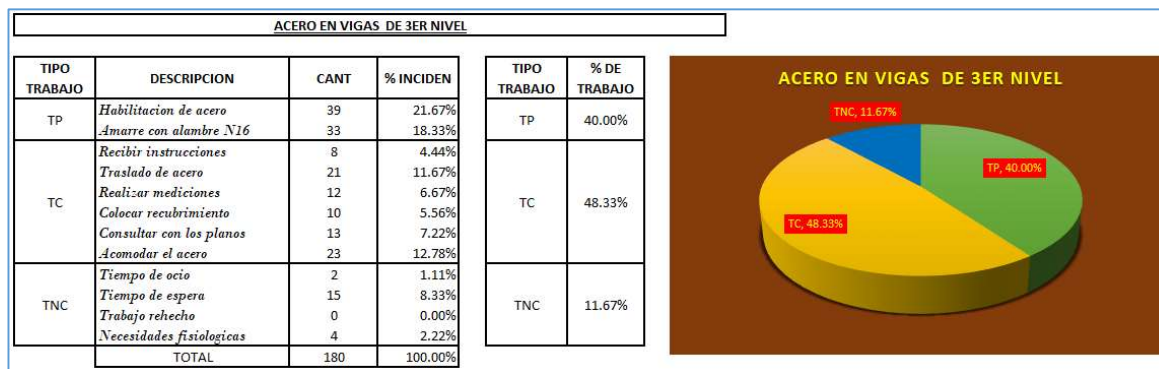 ACERO EN VIGAS DE 3ER NIVEL
TIPO TRABAJO DESCRIPCION CANT % INCIDEN
TP
Habilitacion de acero 39 21.67%
Amarre con alambre N16 33 18.33%
TC
Recibir instrucciones 8 4.44%
Traslado de acero 21 11.67%
Realizar mediciones 12 6.67%
Colocar recubrimiento 10 5.56%
Consultar con los planos 13 7.22%
Acomodar el acero 23 12.78%
TNC
Tiempo de ocio 2 1.11%
Tiempo de espera 15 8.33%
Trabajo rehecho 0 0.00%
Necesidades fisiologicas 4 2.22%
TOTAL 180 100.00%
TIPO TRABAJO % DE TRABAJO
TP 40.00%
TC 48.33%
TNC 11.67%
ACERO EN VIGAS DE 3ER NIVEL
TNC, 11.67%
TP, 40.00%
TC, 48.33%